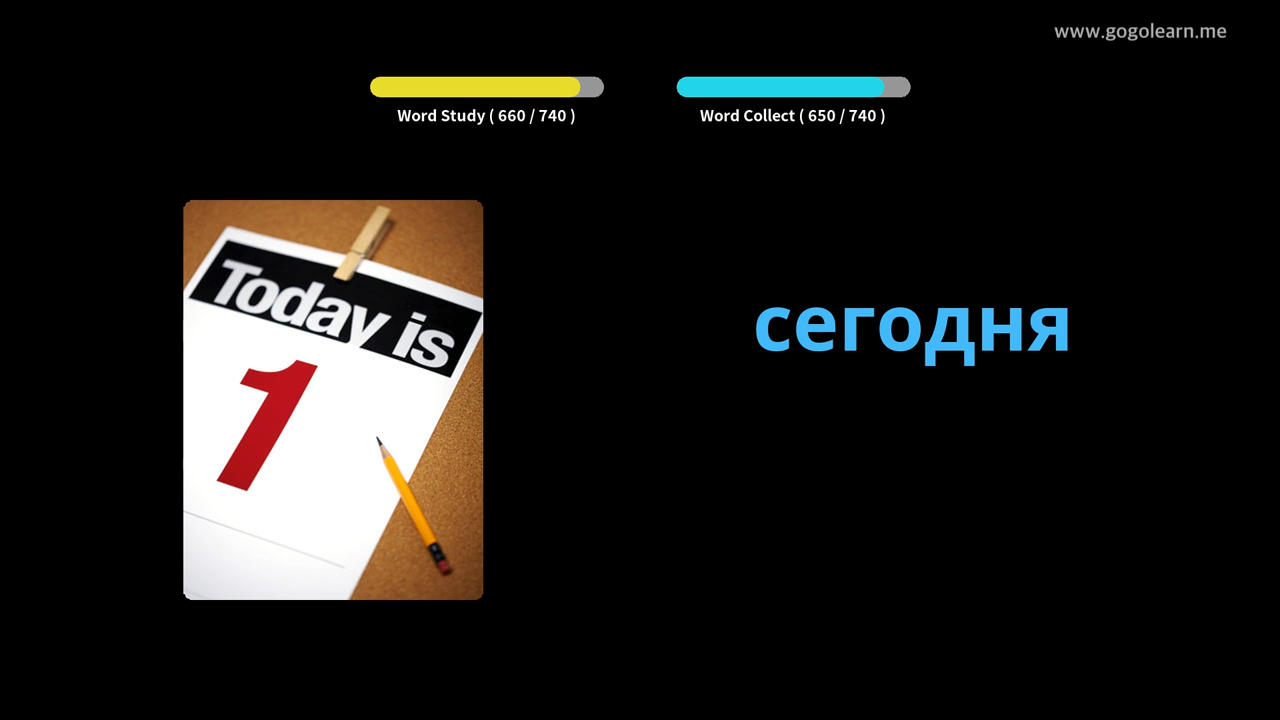 www.gogolearn.me
Word Study ( 660 / 740 )
Word Collect ( 650 / 740 )
Today is
1
сегодня